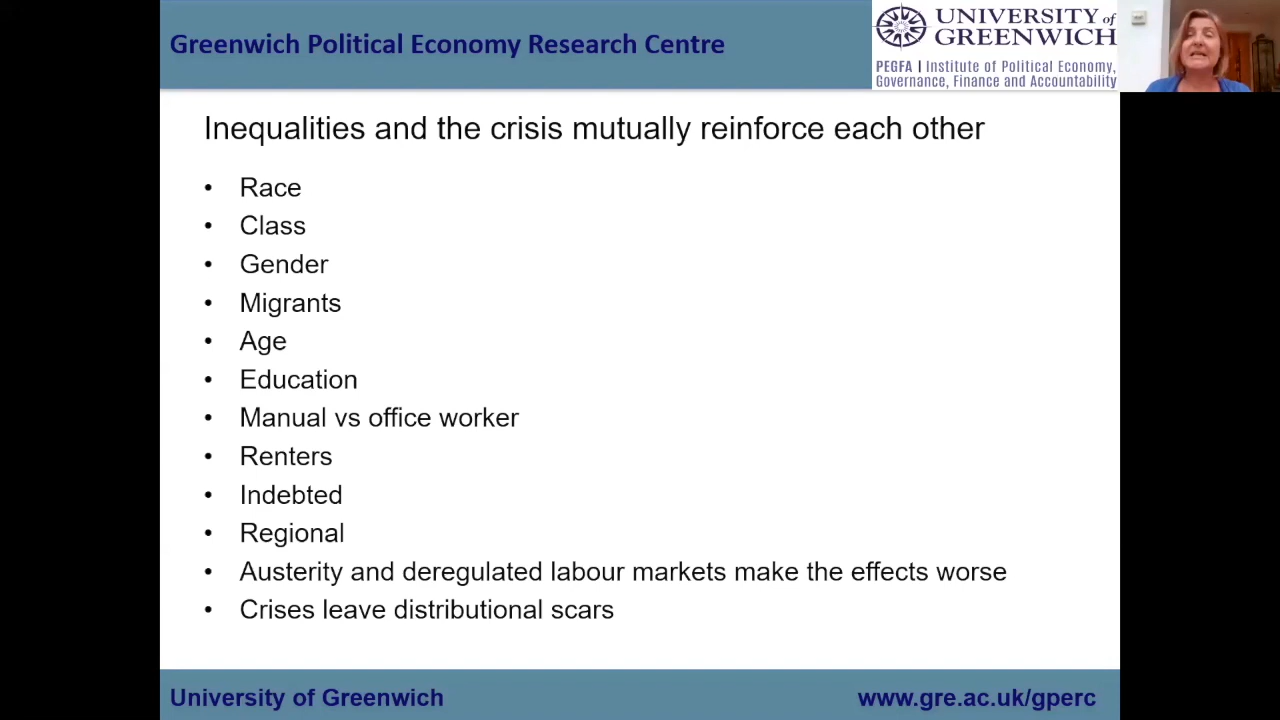 Greenwich Political Economy Research Centre
UNIVERSITY of
GREENWICH
PEGFA | Institute of Political Economy,
Governance, Finance and Accountability
Inequalities and the crisis mutually reinforce each other
• Race
• Class
• Gender
• Migrants
• Age
• Education
• Manual vs office worker
• Renters
• Indebted
• Regional
• Austerity and deregulated labour markets make the effects worse
• Crises leave distributional scars
University of Greenwich
www.gre.ac.uk/gperc